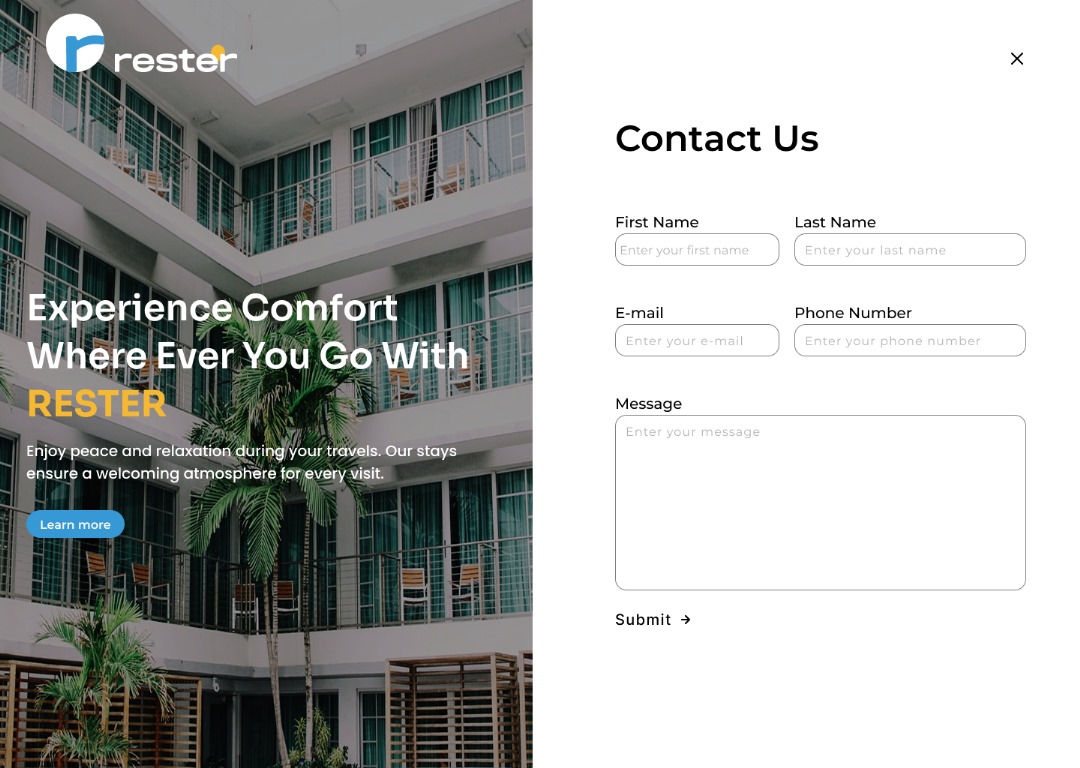 rester
Experience Comfort
Where Ever You Go With
RESTER
Enjoy peace and relaxation during your travels. Our stays
ensure a welcoming atmosphere for every visit.
Learn more
Contact Us
First Name
Last Name
Enter your first name
Enter your last name
E-mail
Phone Number
Enter your e-mail
Enter your phone number
Message
Enter your message
Submit →